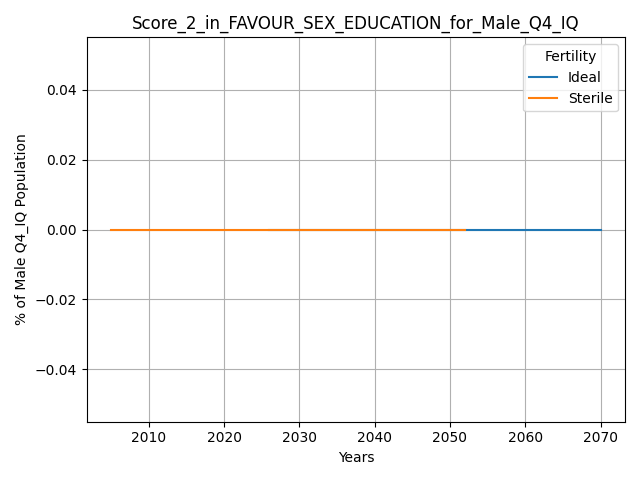 Score_2_in_FAVOUR_SEX_EDUCATION_for_Male_Q4_IQ
Fertility
Ideal
Sterile
% of Male Q4_IQ Population
0.04
0.02
0.00
−0.02
−0.04
2010 2020 2030 2040 2050 2060 2070
Years